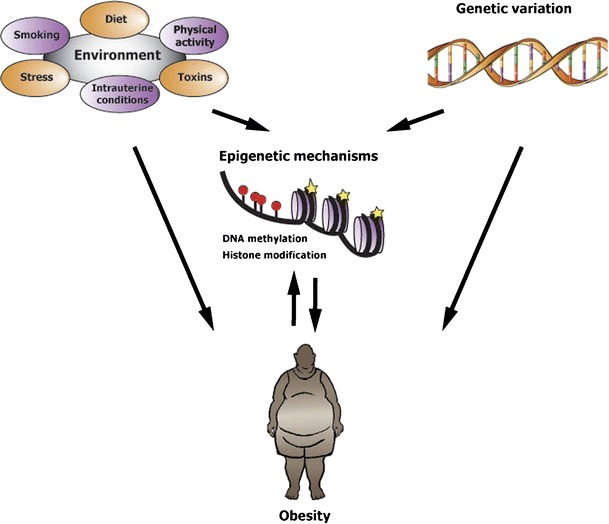 Diet
Smoking
Physical
activity
Environment
Stress
Toxins
Intrauterine
conditions
Genetic variation
Epigenetic mechanisms
DNA methylation
Histone modification
Obesity